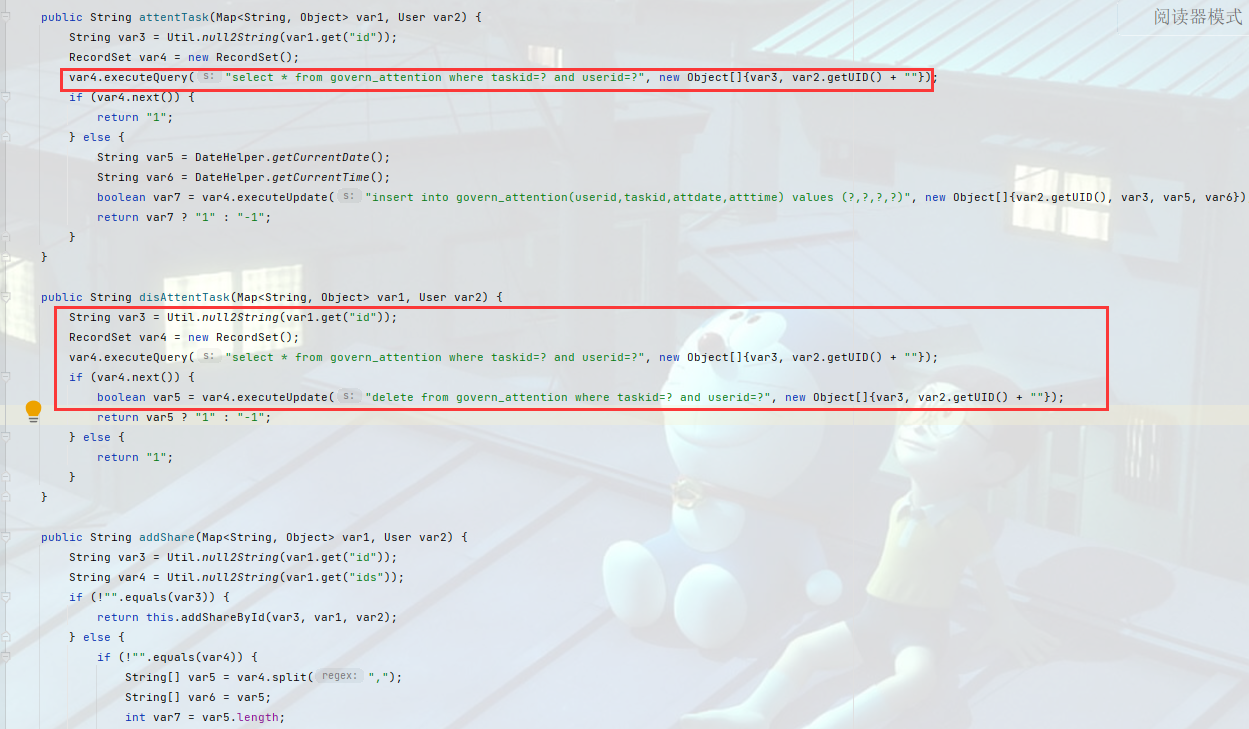 阅读器模式
public String attentTask(Map<String, Object> var1, User var2) {
String var3 = Util.null2String(var1.get("id"));
RecordSet var4 = new RecordSet();
var4.executeQuery( s: "select * from govern_attention where taskid=? and userid=?", new Object[]{var3, var2.getUID() + ""});
if (var4.next()) {
return "1";
} else {
String var5 = DateHelper.getCurrentDate();
String var6 = DateHelper.getCurrentTime();
boolean var7 = var4.executeUpdate( s: "insert into govern_attention(userid,taskid,attdate,atttime) values (?,?,?,?)", new Object[]{var2.getUID(), var3, var5, var6})
return var7 ? "1" : "-1";
}
}
public String disAttentTask(Map<String, Object> var1, User var2) {
String var3 = Util.null2String(var1.get("id"));
RecordSet var4 = new RecordSet();
var4.executeQuery( s: "select * from govern_attention where taskid=? and userid=?", new Object[]{var3, var2.getUID() + ""});
if (var4.next()) {
boolean var5 = var4.executeUpdate( s: "delete from govern_attention where taskid=? and userid=?", new Object[]{var3, var2.getUID() + ""});
return var5 ? "1" : "-1";
} else {
return "1";
}
}
public String addShare(Map<String, Object> var1, User var2) {
String var3 = Util.null2String(var1.get("id"));
String var4 = Util.null2String(var1.get("ids"));
if (!"".equals(var3)) {
return this.addShareById(var3, var1, var2);
} else {
if (!"".equals(var4)) {
String[] var5 = var4.split( regex: ",");
String[] var6 = var5;
int var7 = var5.length;